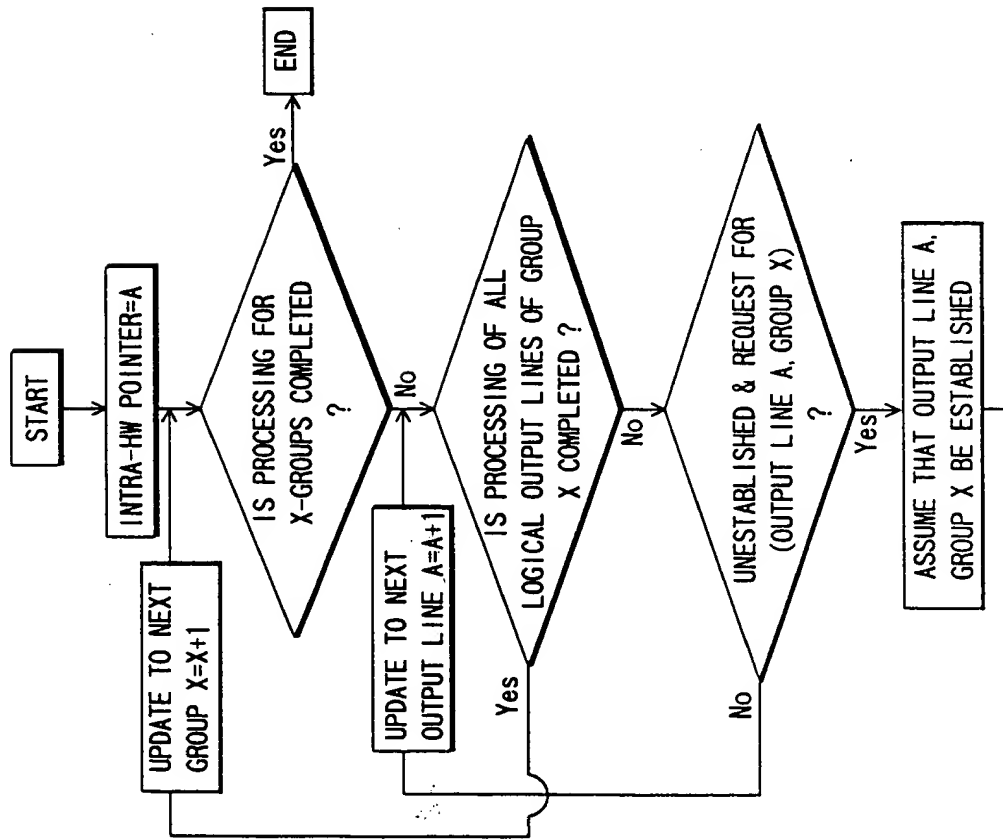 START
INTRA-HW POINTER=A
UPDATE TO NEXT
GROUP X=X+1
IS PROCESSING FOR
X-GROUPS COMPLETED
?
Yes
END
No
UPDATE TO NEXT
OUTPUT LINE A=A+1
IS PROCESSING OF ALL
LOGICAL OUTPUT LINES OF GROUP
X COMPLETED ?
Yes
No
UNESTABLISHED & REQUEST FOR
(OUTPUT LINE A, GROUP X)
?
No
Yes
ASSUME THAT OUTPUT LINE A,
GROUP X BE ESTABLISHED